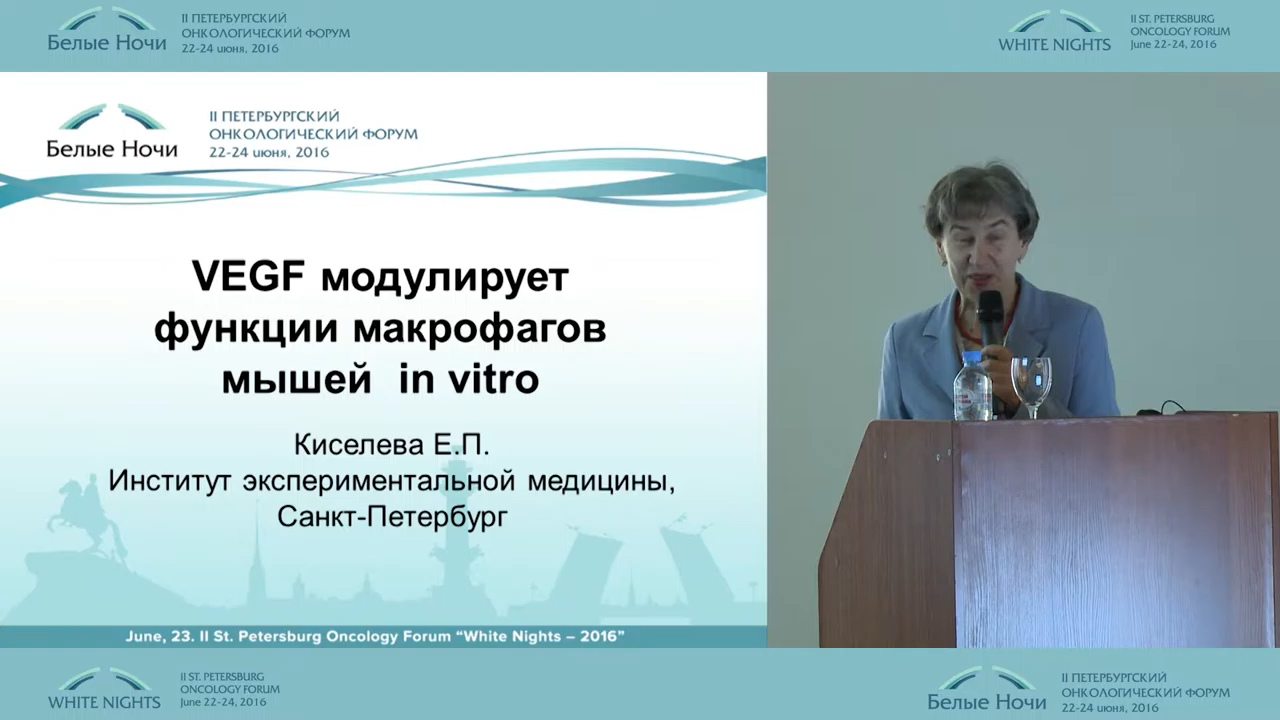 Белые Ночи
II ПЕТЕРБУРГСКИЙ
ОНКОЛОГИЧЕСКИЙ ФОРУМ
22-24 июня, 2016
WHITE NIGHTS
II ST. PETERSBURG
ONCOLOGY FORUM
June 22-24, 2016
Белые Ночи
II ПЕТЕРБУРГСКИЙ
ОНКОЛОГИЧЕСКИЙ ФОРУМ
22-24 июня, 2016
VEGF модулирует
функции макрофагов
мышей in vitro
Киселева Е.П.
Институт экспериментальной медицины,
Санкт-Петербург
June, 23. II St. Petersburg Oncology Forum “White Nights – 2016”
WHITE NIGHTS
II ST. PETERSBURG
ONCOLOGY FORUM
June 22-24, 2016
Белые Ночи
II ПЕТЕРБУРГСКИЙ
ОНКОЛОГИЧЕСКИЙ ФОРУМ
22-24 июня, 2016